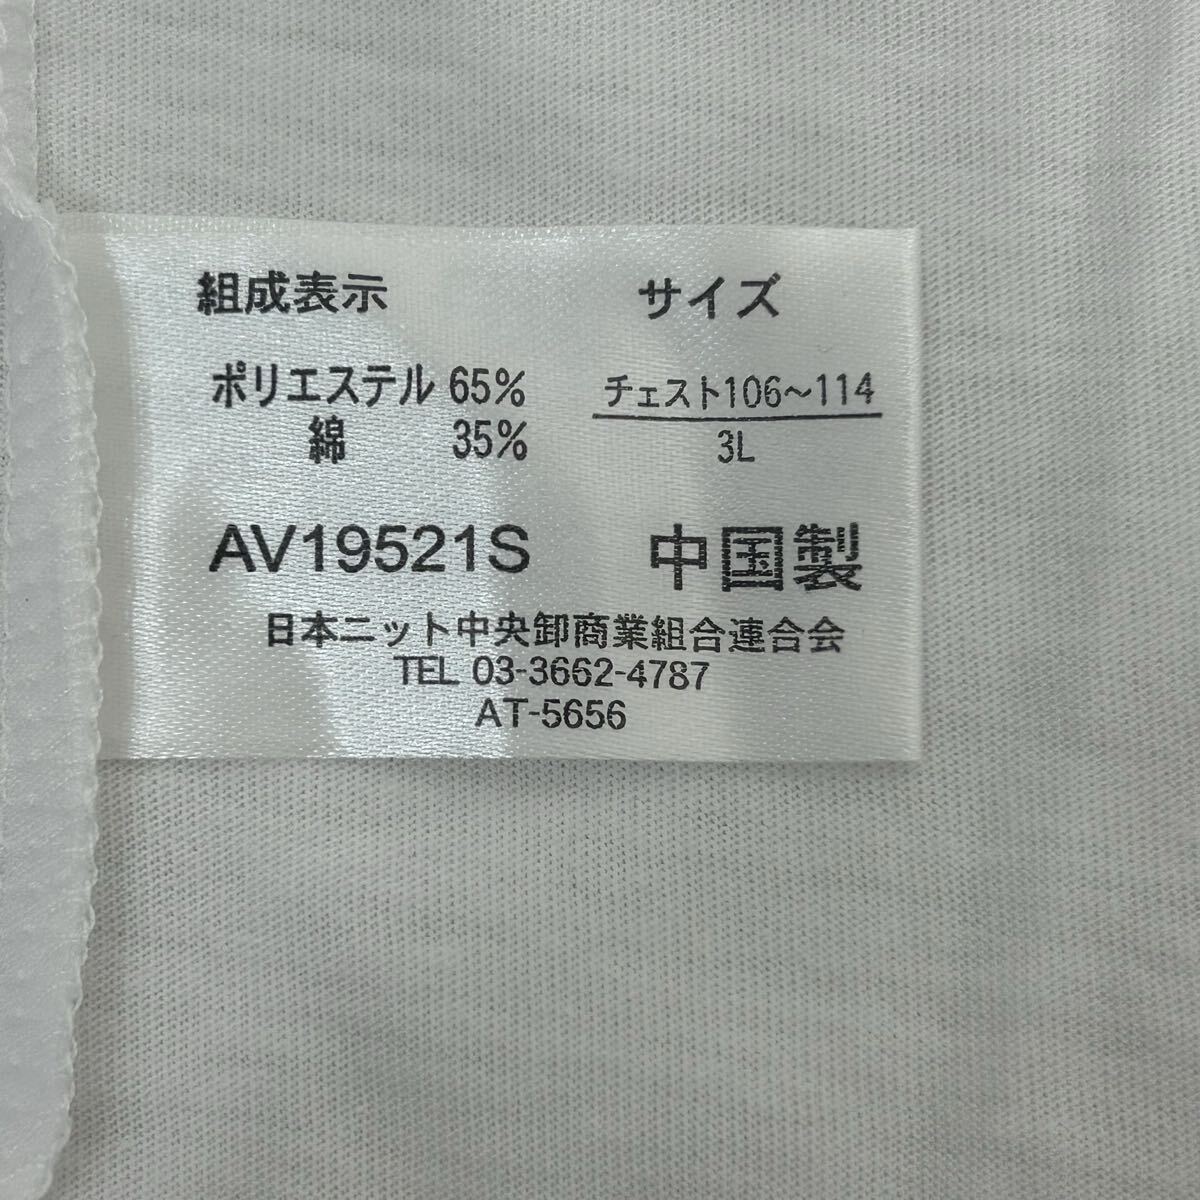 組成表示 サイズ
ポリエステル 65% チェスト106～114
綿 35% 3L
AV19521S 中国製
日本ニット中央卸商業組合連合会
TEL 03-3662-4787
AT-5656